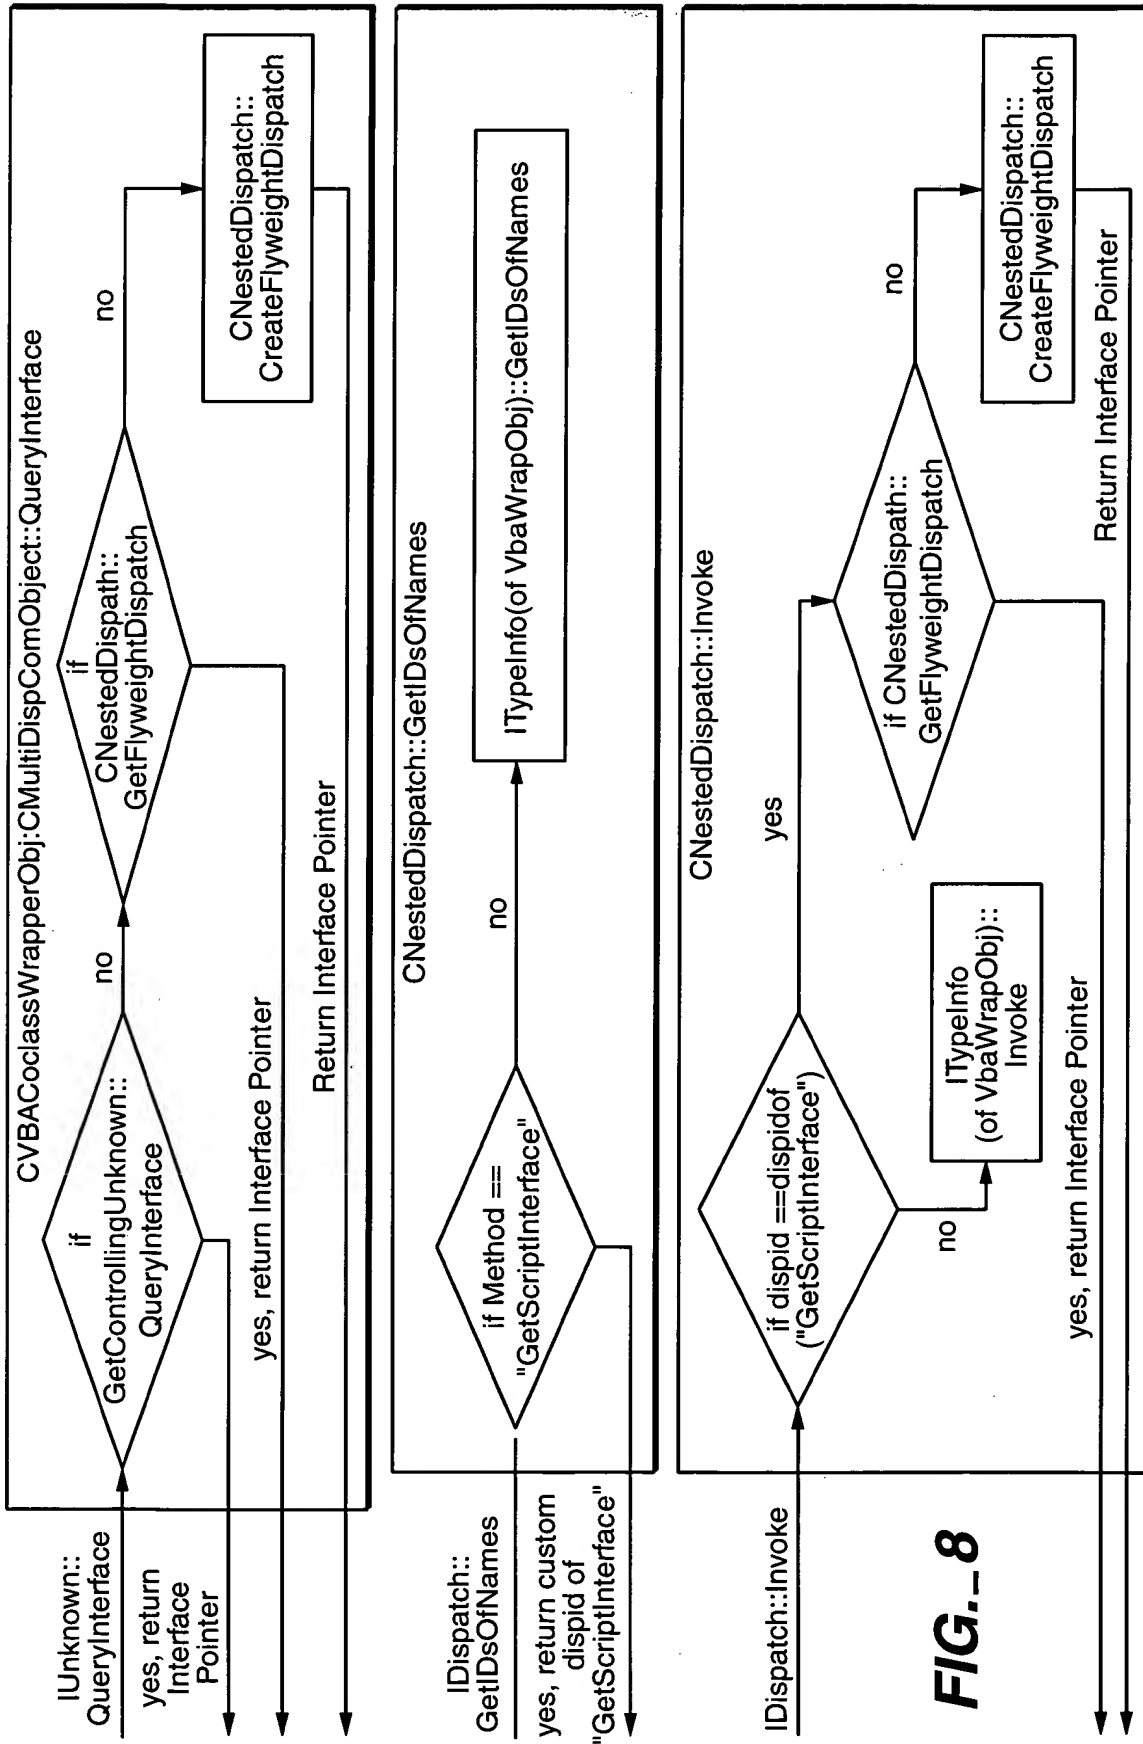 CVBACoclassWrapperObj:CMultiDispComObject::QueryInterface
IUnknown::
QueryInterface
yes, return
Interface
Pointer
if
GetControllingUnknown::
QueryInterface
no
yes, return Interface Pointer
if
CNestedDispath::
GetFlyweightDispatch
no
CNestedDispatch::
CreateFlyweightDispatch
Return Interface Pointer
CNestedDispatch::GetIDsOfNames
IDispatch::
GetIDsOfNames
yes, return custom
dispid of
"GetScriptInterface"
if Method ==
"GetScriptInterface"
no
ITypeInfo(of VbaWrapObj)::GetIDsOfNames
CNestedDispatch::Invoke
IDispatch::Invoke
if dispid ==dispidof
("GetScriptInterface")
yes
no
ITypeInfo
(of VbaWrapObj)::
Invoke
if CNestedDispath::
GetFlyweightDispatch
no
CNestedDispatch::
CreateFlyweightDispatch
yes, return Interface Pointer
Return Interface Pointer
FIG._8